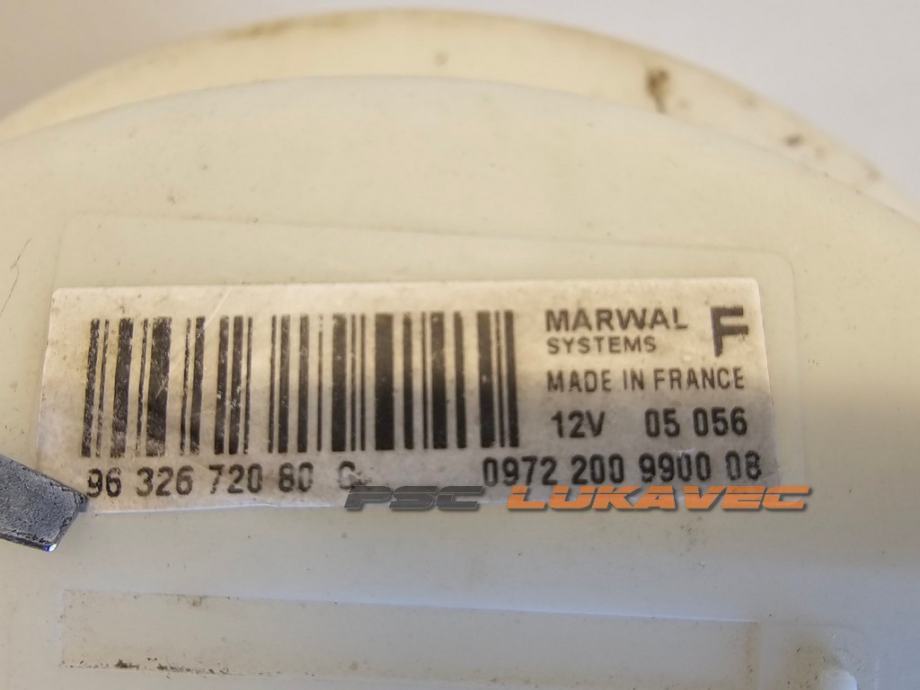 MARWAL F
SYSTEMS
MADE IN FRANCE
12V 05 056
96 326 720 80 G 0972 200 9900 08
PSC LUKAVEC